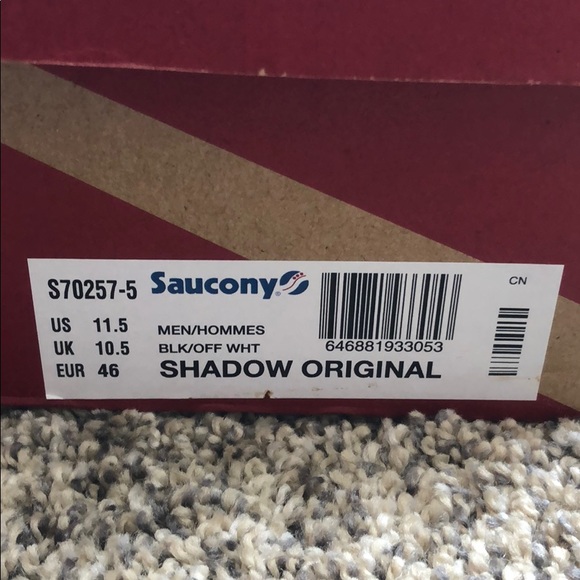 S70257-5 Saucony®
US 11.5
UK 10.5
EUR 46
MEN/HOMMES
BLK/OFF WHT
SHADOW ORIGINAL
646881933053
CN